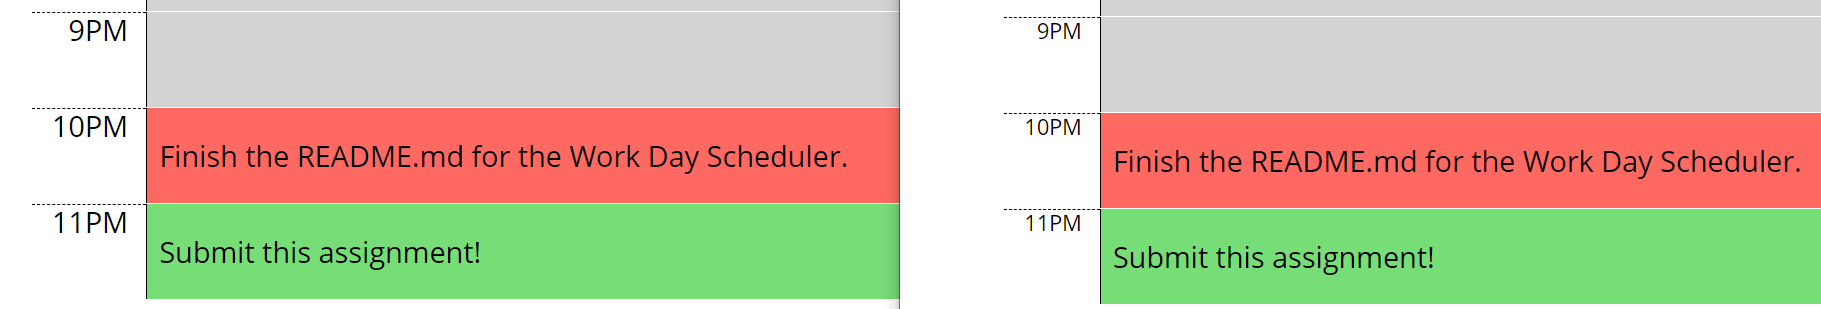 9PM
10PM
Finish the README.md for the Work Day Scheduler.
11PM
Submit this assignment!
9PM
10PM
Finish the README.md for the Work Day Scheduler.
11PM
Submit this assignment!